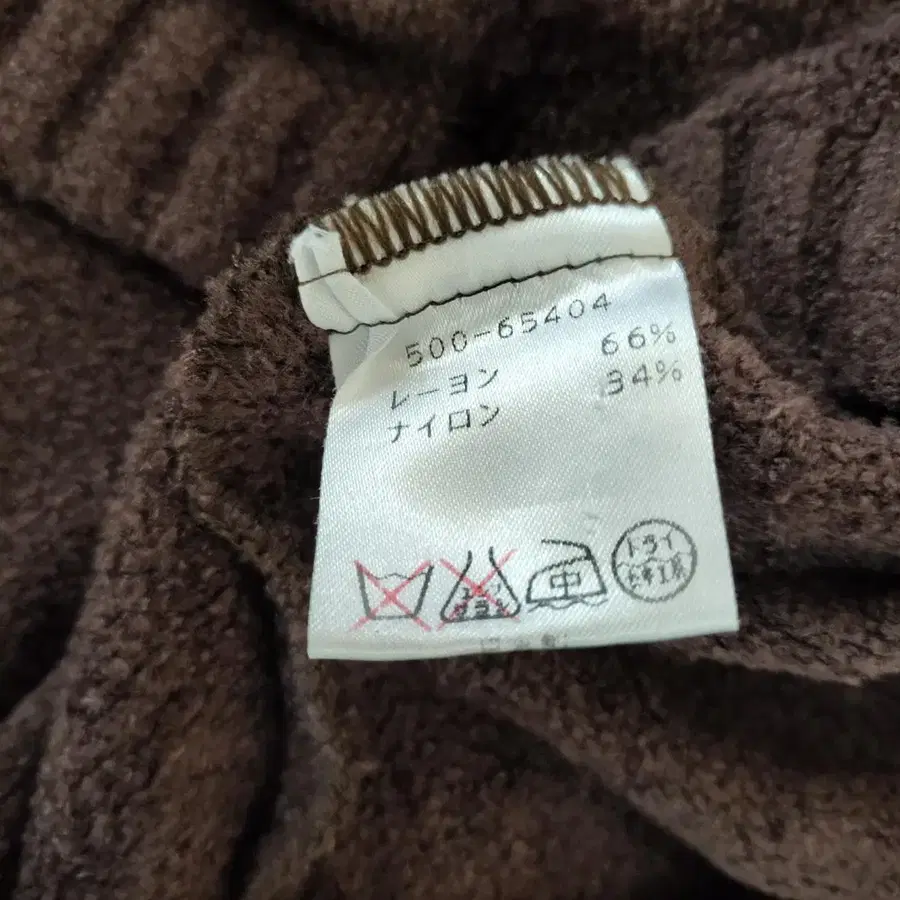 500-65404
レーヨン 66%
ナイロン 34%
中
ドライ